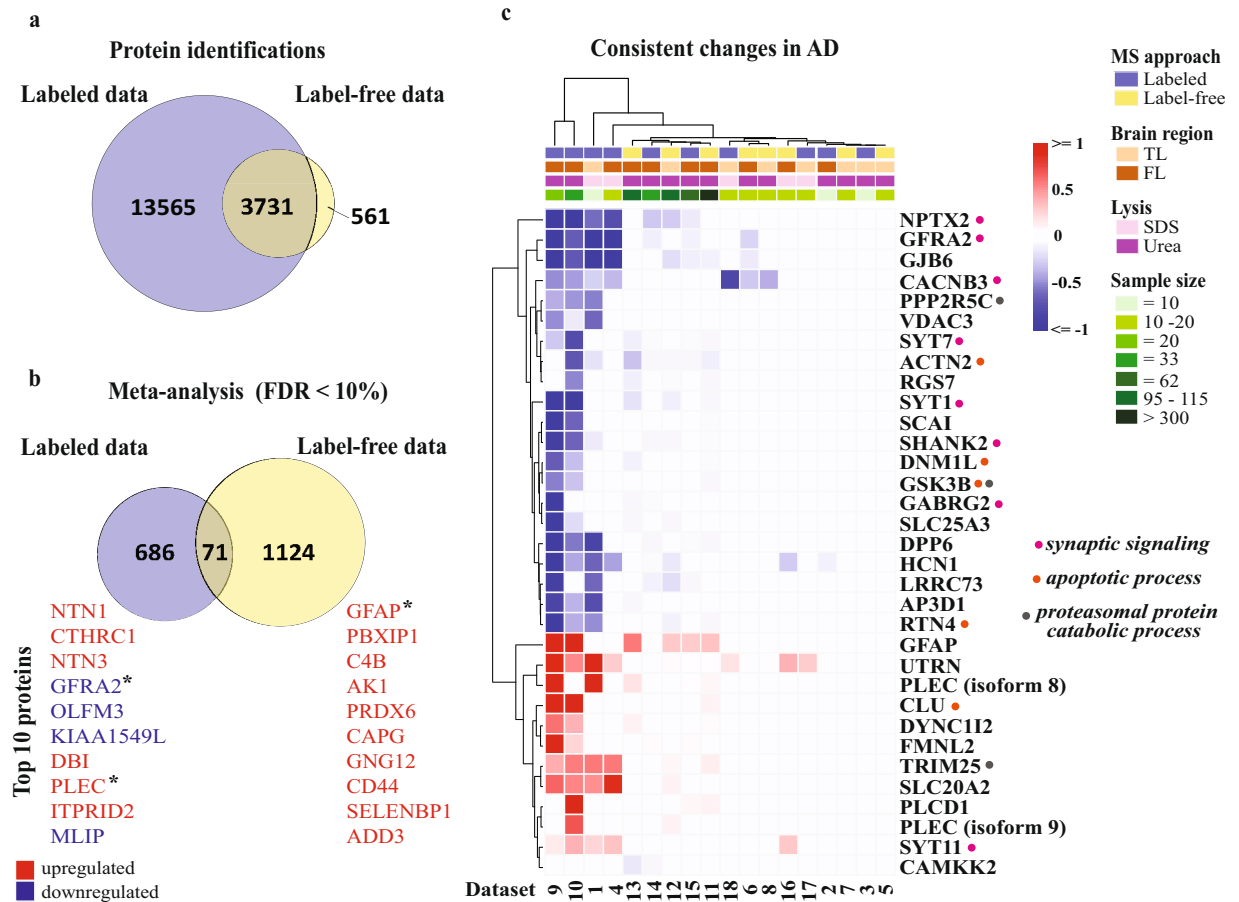 a
Protein identifications
Labeled data
Label-free data
13565
3731
561
b
Meta-analysis (FDR < 10%)
Labeled data
Label-free data
686
71
1124
Top 10 proteins
NTN1
CTHRC1
NTN3
GFRA2*
OLFM3
KIAA1549L
DBI
PLEC*
ITPRID2
MLIP
GFAP*
PBXIP1
C4B
AK1
PRDX6
CAPG
GNG12
CD44
SELENBP1
ADD3
upregulated
downregulated
c
Consistent changes in AD
NPTX2
GFRA2
GJB6
CACNB3
PPP2R5C
VDAC3
SYT7
ACTN2
RGS7
SYT1
SCAI
SHANK2
DNM1L
GSK3B
GABRG2
SLC25A3
DPP6
HCN1
LRRC73
AP3D1
RTN4
GFAP
UTRN
PLEC (isoform 8)
CLU
DYNC1I2
FMNL2
TRIM25
SLC20A2
PLCD1
PLEC (isoform 9)
SYT11
CAMKK2
Dataset 9 10 1 4 13 14 12 15 11 18 6 8 16 17 2 7 3 5
>= 1
0.5
0
-0.5
<= -1
MS approach
Labeled
Label-free
Brain region
TL
FL
Lysis
SDS
Urea
Sample size
= 10
10 -20
= 20
= 33
= 62
95 - 115
> 300
synaptic signaling
apoptotic process
proteasomal protein
catabolic process